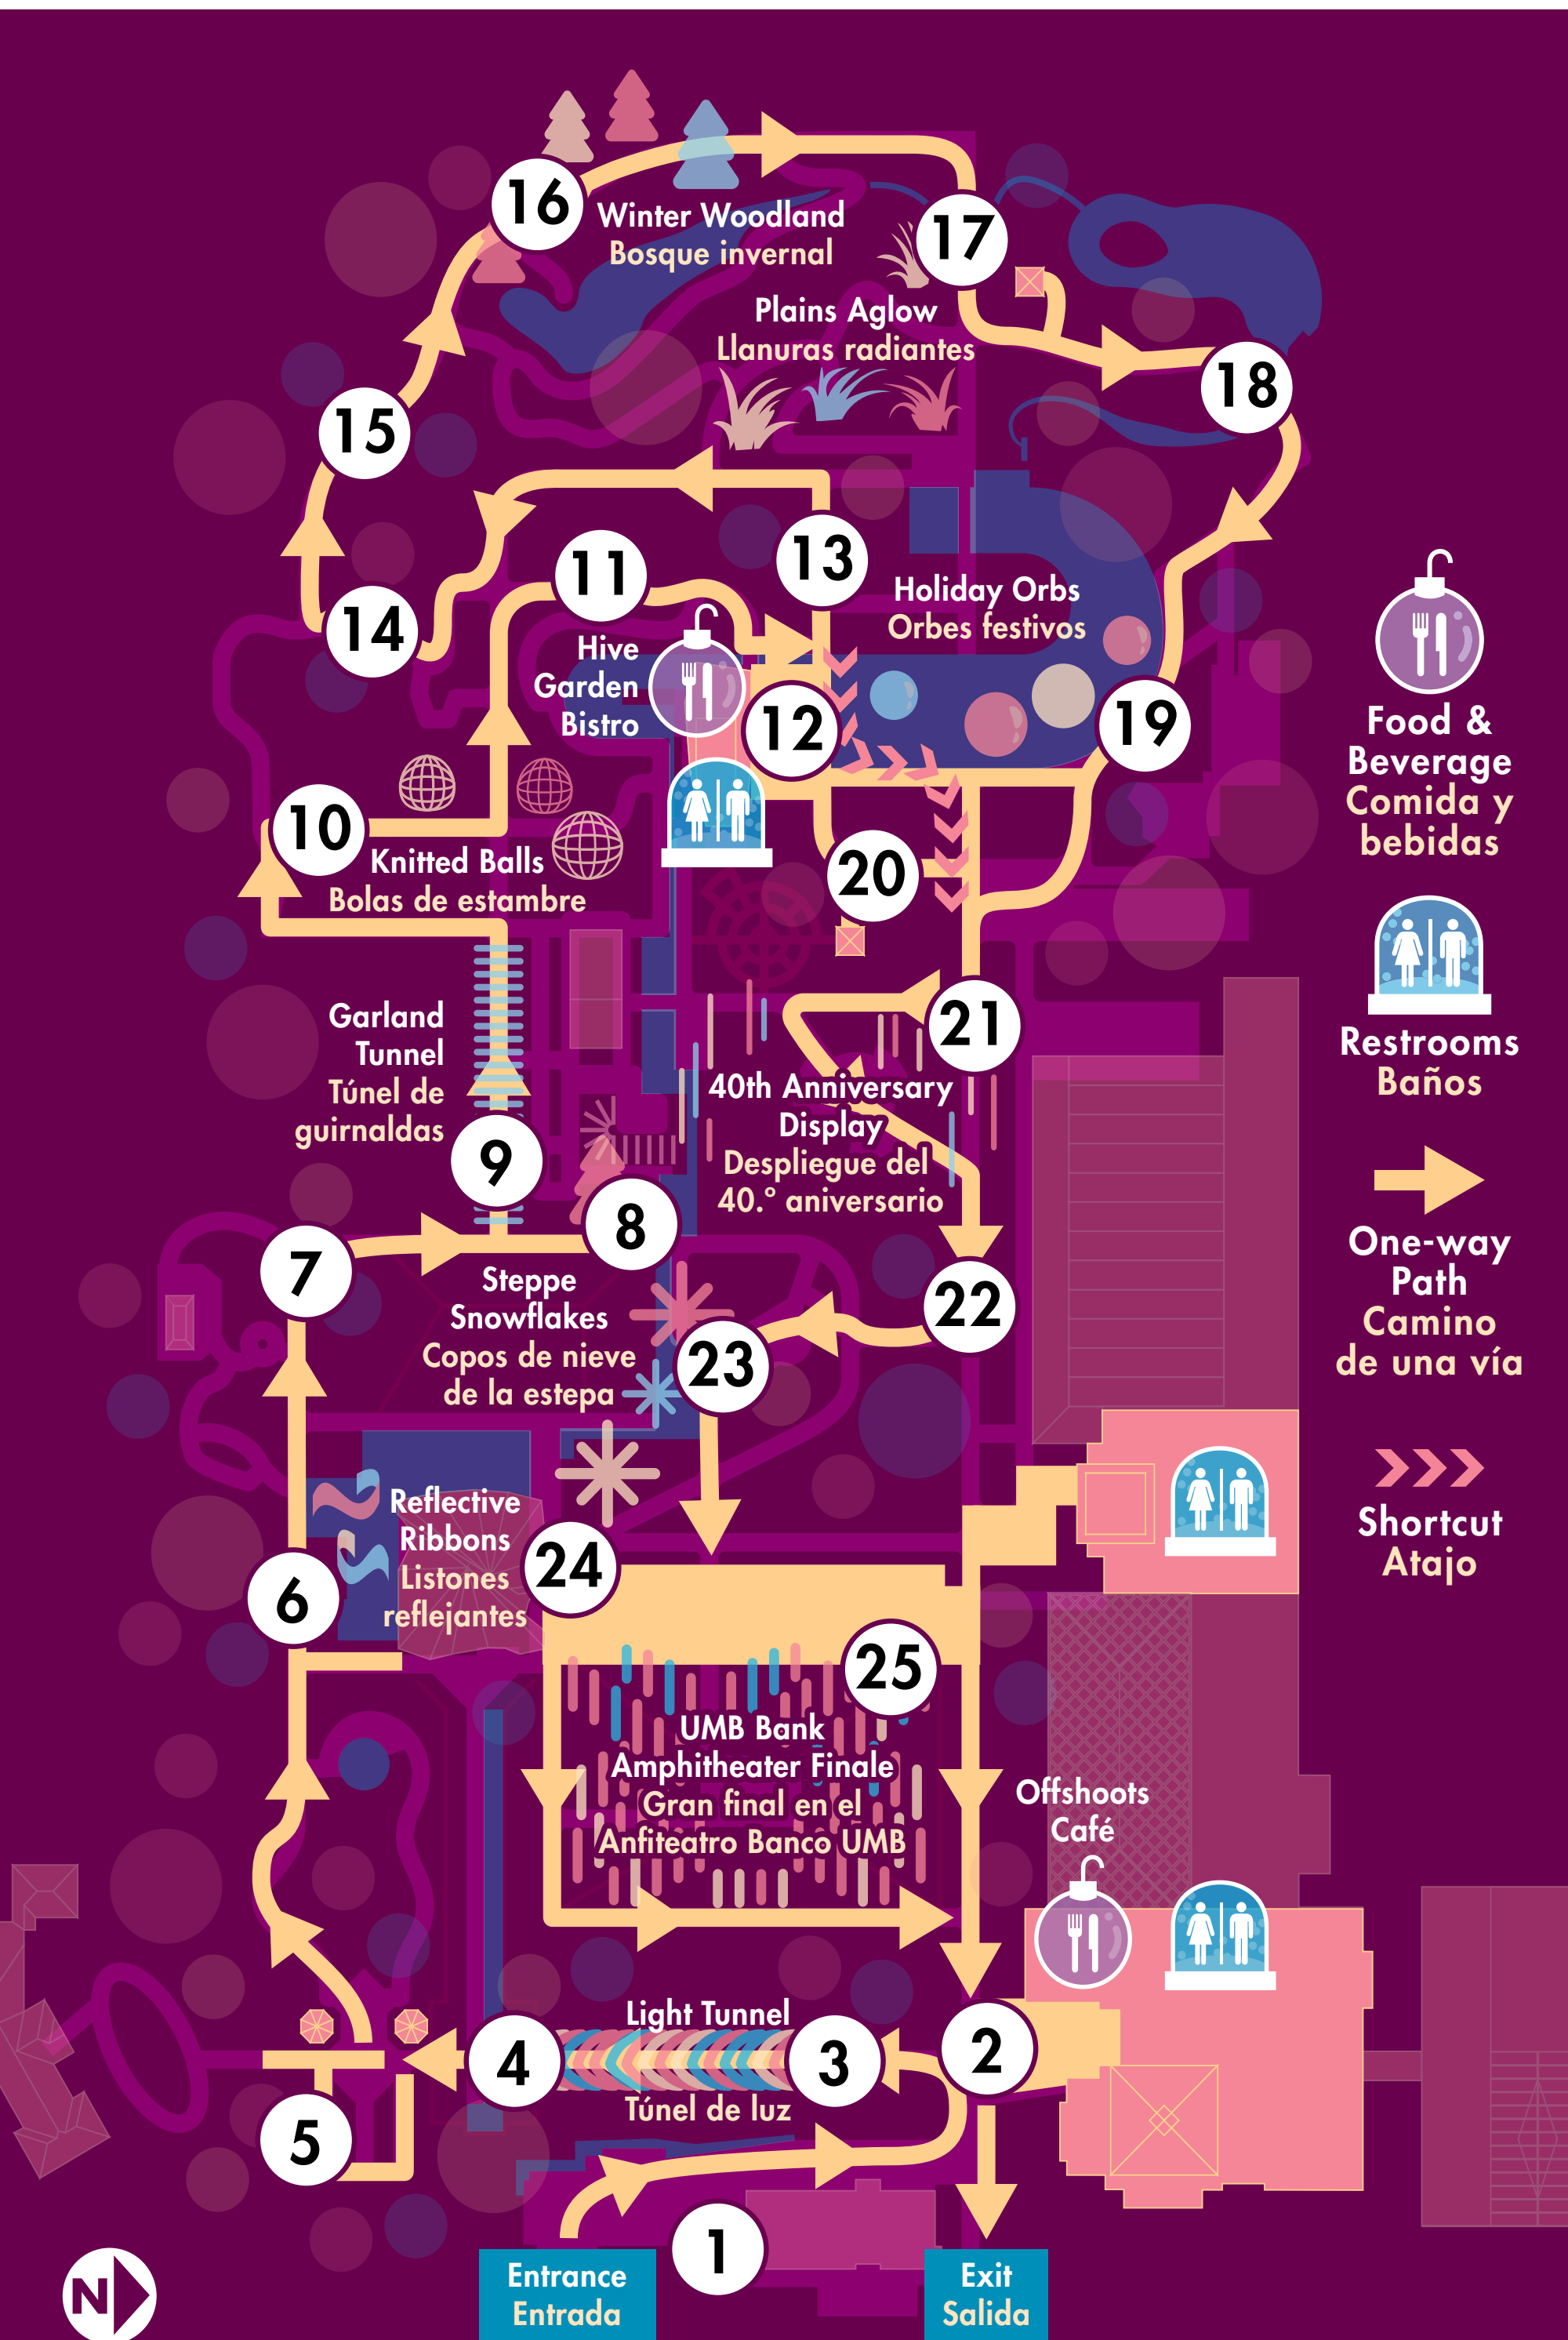 16
Winter Woodland
Bosque invernal
17
Plains Aglow
Llanuras radiantes
18
15
13
11
Holiday Orbs
Orbes festivos
14
Hive
Garden
Bistro
12
19
10
Knitted Balls
Bolas de estambre
20
Garland
Tunnel
Túnel de
guirnaldas
21
40th Anniversary
Display
Despliegue del
40.º aniversario
9
8
7
Steppe
Snowflakes
Copos de nieve
de la estepa
22
23
Reflective
Ribbons
Listones
reflejantes
24
6
25
UMB Bank
Amphitheater Finale
Gran final en el
Anfiteatro Banco UMB
Offshoots
Café
Light Tunnel
Túnel de luz
4
3
2
5
1
Entrance
Entrada
Exit
Salida
N
Food &
Beverage
Comida y
bebidas
Restrooms
Baños
One-way
Path
Camino
de una vía
Shortcut
Atajo